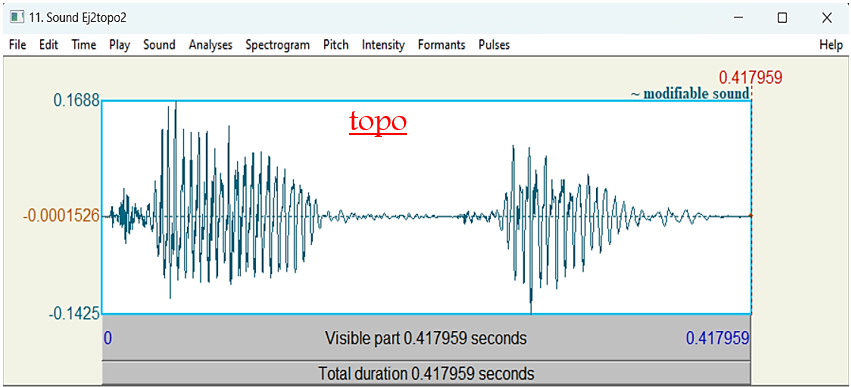 11. Sound Ej2topo2
File Edit Time Play Sound Analyses Spectrogram Pitch Intensity Formants Pulses Help
0.417959
~ modifiable sound
0.1688
topo
-0.0001526
-0.1425
0 Visible part 0.417959 seconds 0.417959
Total duration 0.417959 seconds